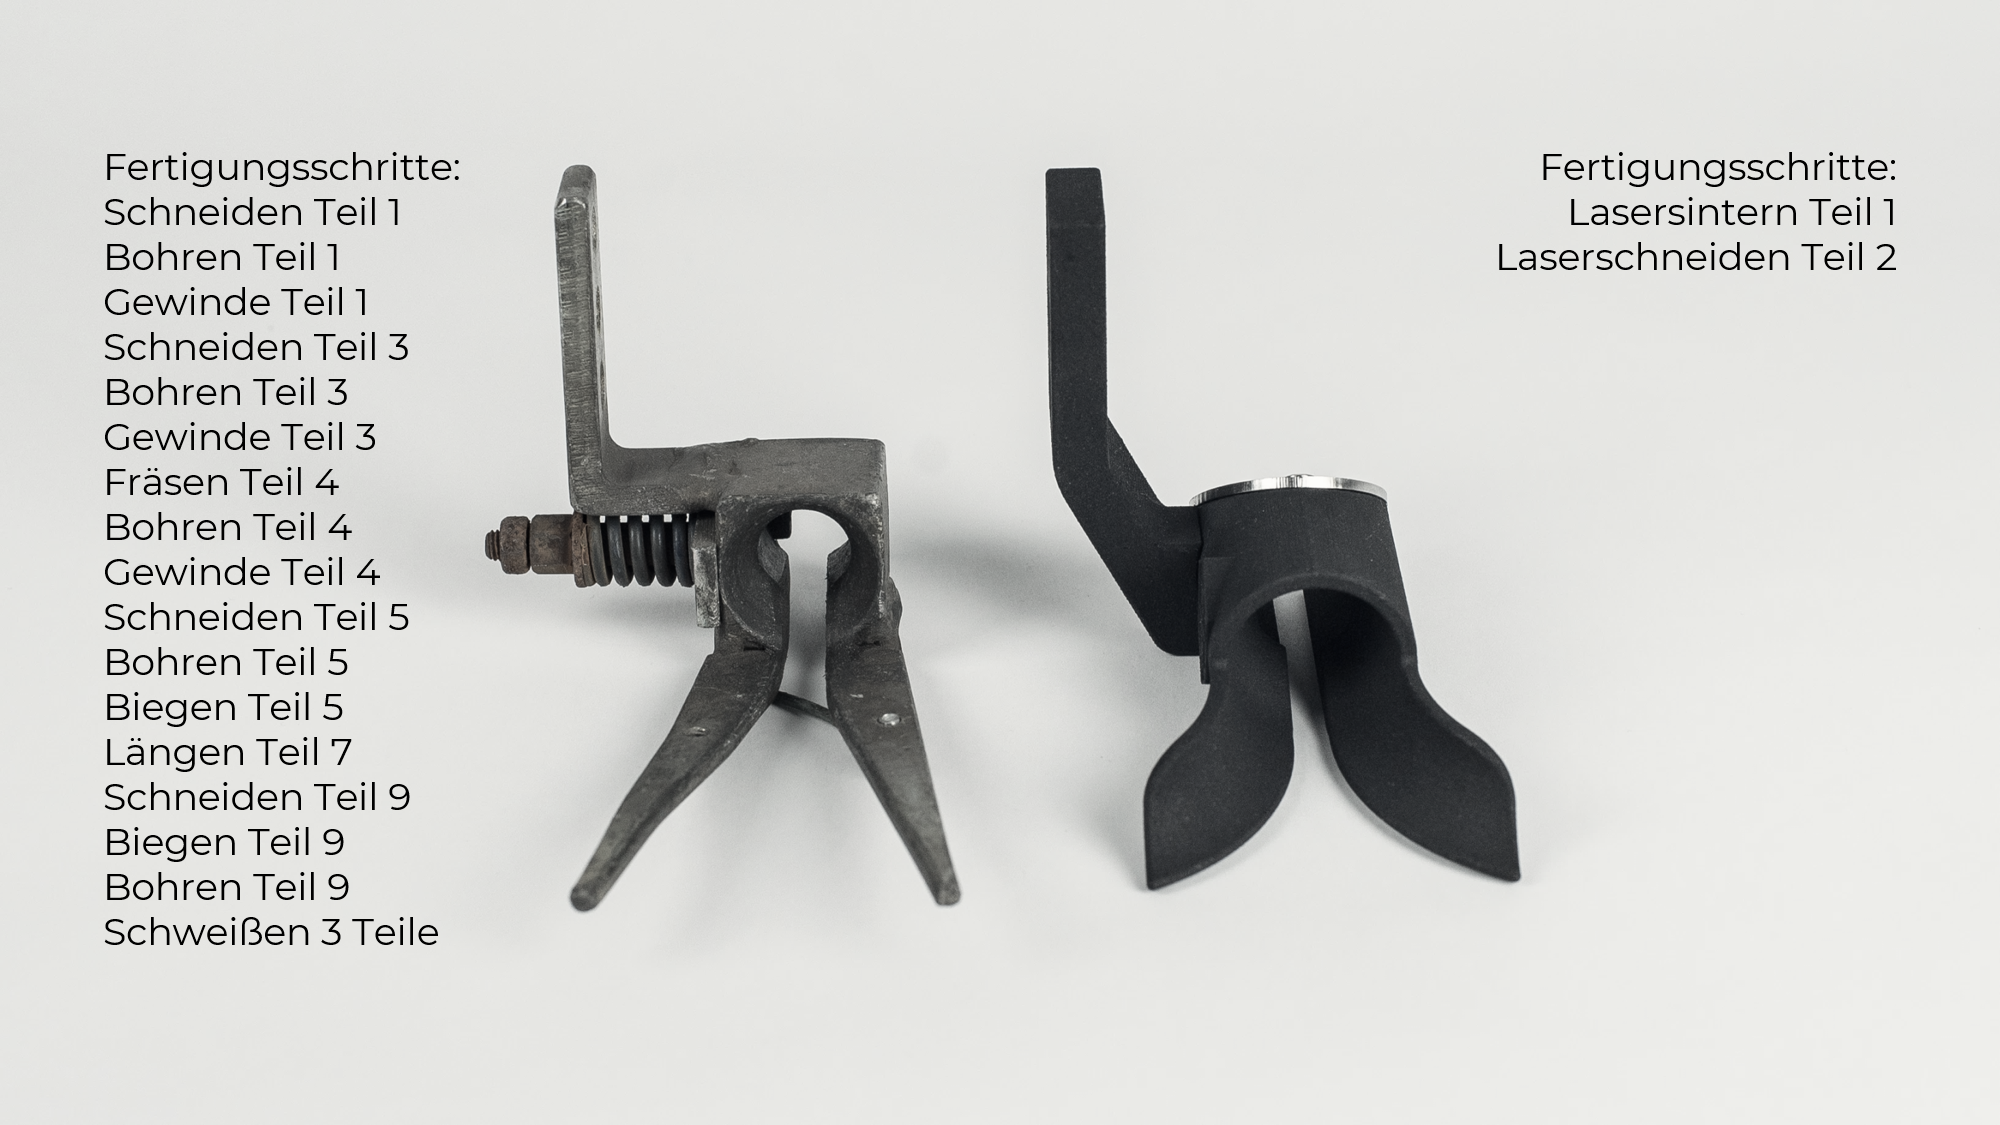 Fertigungsschritte:
Schneiden Teil 1
Bohren Teil 1
Gewinde Teil 1
Schneiden Teil 3
Bohren Teil 3
Gewinde Teil 3
Fräsen Teil 4
Bohren Teil 4
Gewinde Teil 4
Schneiden Teil 5
Bohren Teil 5
Biegen Teil 5
Längen Teil 7
Schneiden Teil 9
Biegen Teil 9
Bohren Teil 9
Schweißen 3 Teile
Fertigungsschritte:
Lasersintern Teil 1
Laserschneiden Teil 2